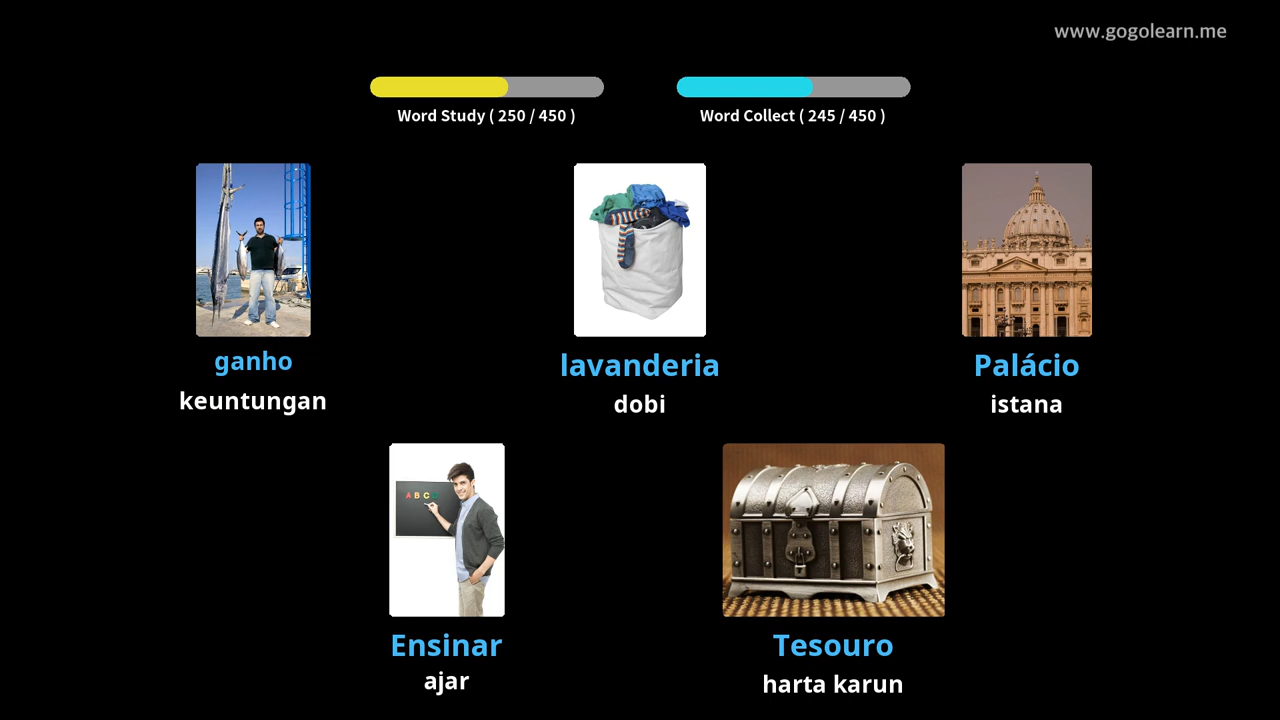 www.gogolearn.me
Word Study ( 250 / 450 )
Word Collect ( 245 / 450 )
ganho
keuntungan
lavanderia
dobi
Palácio
istana
A B C D
Ensinar
ajar
Tesouro
harta karun